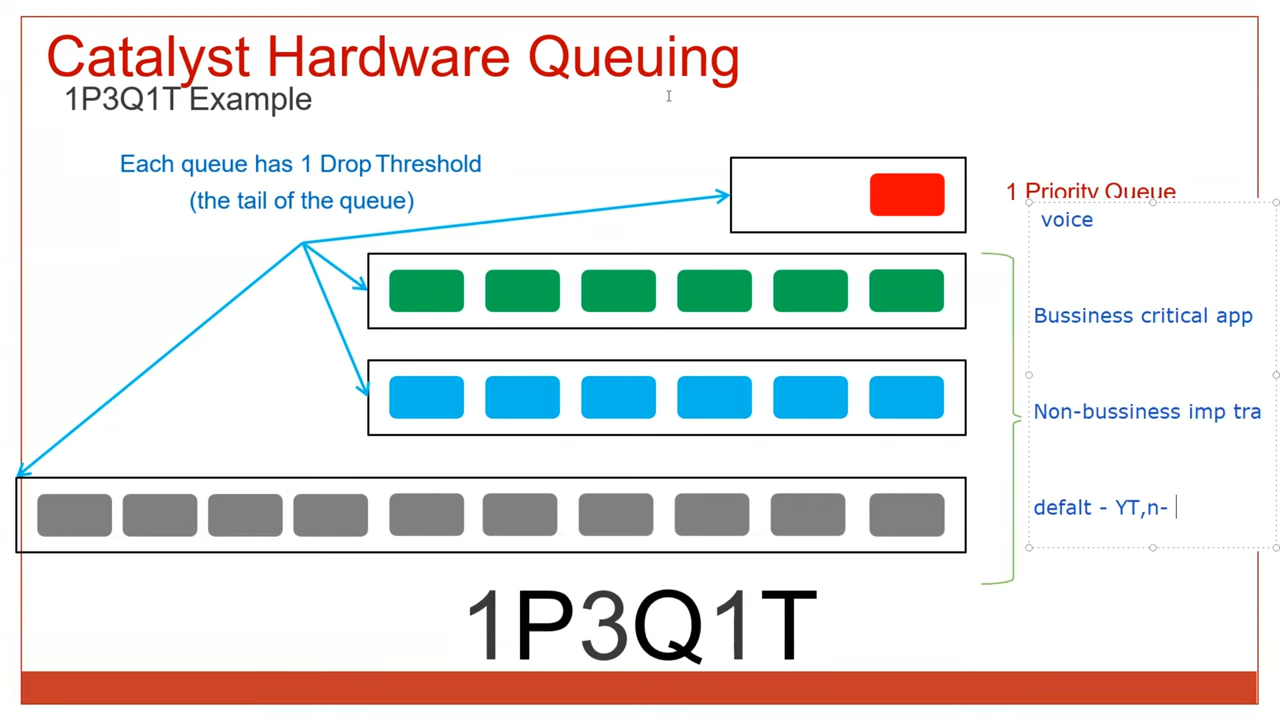 Catalyst Hardware Queuing
1P3Q1T Example
Each queue has 1 Drop Threshold
(the tail of the queue)
1 Priority Queue
voice
Bussiness critical app
Non-bussiness imp tra
defalt - YT,n-
1P3Q1T